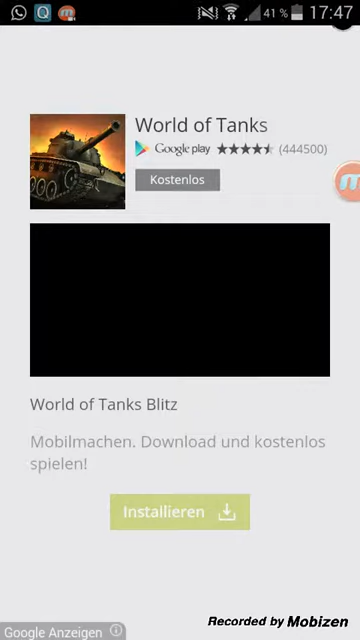 41 % 17:47
World of Tanks
Google play (444500)
Kostenlos
World of Tanks Blitz
Mobilmachen. Download und kostenlos
spielen!
Installieren
Google Anzeigen
Recorded by Mobizen